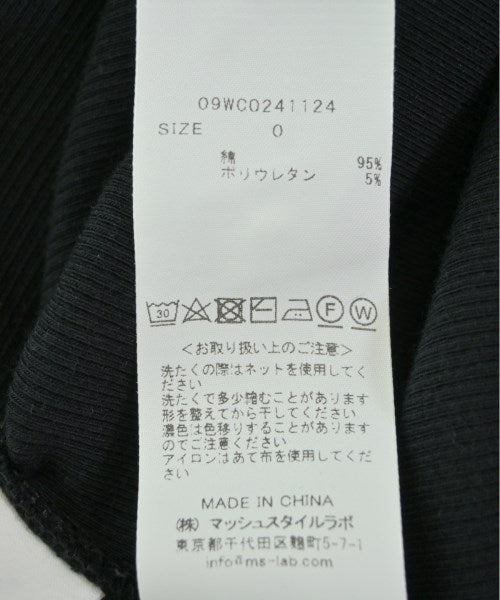 09WCO241124
SIZE 0
綿 95%
ポリウレタン 5%
30 F W
<お取り扱い上のご注意>
洗たくの際はネットを使用してく
ださい
洗たくで多少縮むことがあります
形を整えてから干してください
濃色は色移りすることがあります
のでご注意ください
アイロンはあて布を使用してくだ
さい
MADE IN CHINA
(株) マッシュスタイルラボ
東京都千代田区麹町5-7-1
info@ms-lab.com